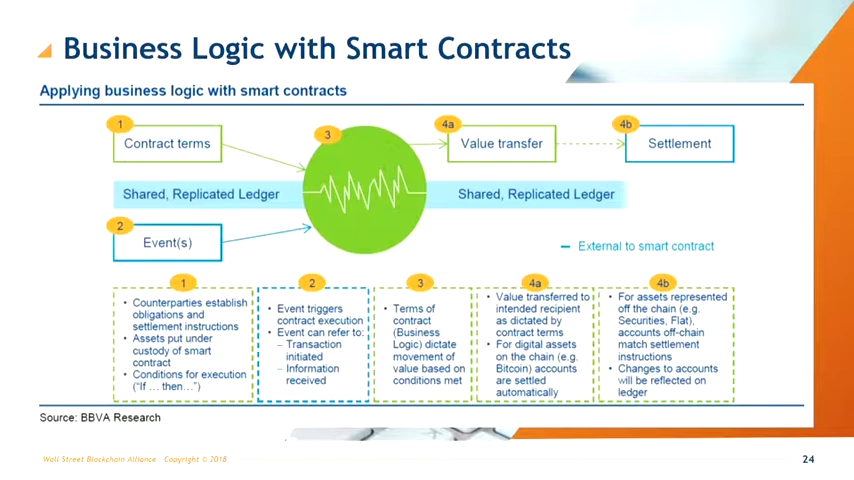 Business Logic with Smart Contracts
Applying business logic with smart contracts
1
Contract terms
3
4a
Value transfer
4b
Settlement
Shared, Replicated Ledger
Shared, Replicated Ledger
2
Event(s)
External to smart contract
1
• Counterparties establish
obligations and
settlement instructions
• Assets put under
custody of smart
contract
• Conditions for execution
("If … then…")
2
• Event triggers
contract execution
• Event can refer to:
– Transaction
initiated
– Information
received
3
• Terms of
contract
(Business
Logic) dictate
movement of
value based on
conditions met
4a
• Value transferred to
intended recipient
as dictated by
contract terms
• For digital assets
on the chain (e.g.
Bitcoin) accounts
are settled
automatically
4b
• For assets represented
off the chain (e.g.
Securities, Flat),
accounts off-chain
match settlement
instructions
• Changes to accounts
will be reflected on
ledger
Source: BBVA Research
Wall Street Blockchain Alliance Copyright © 2018
24